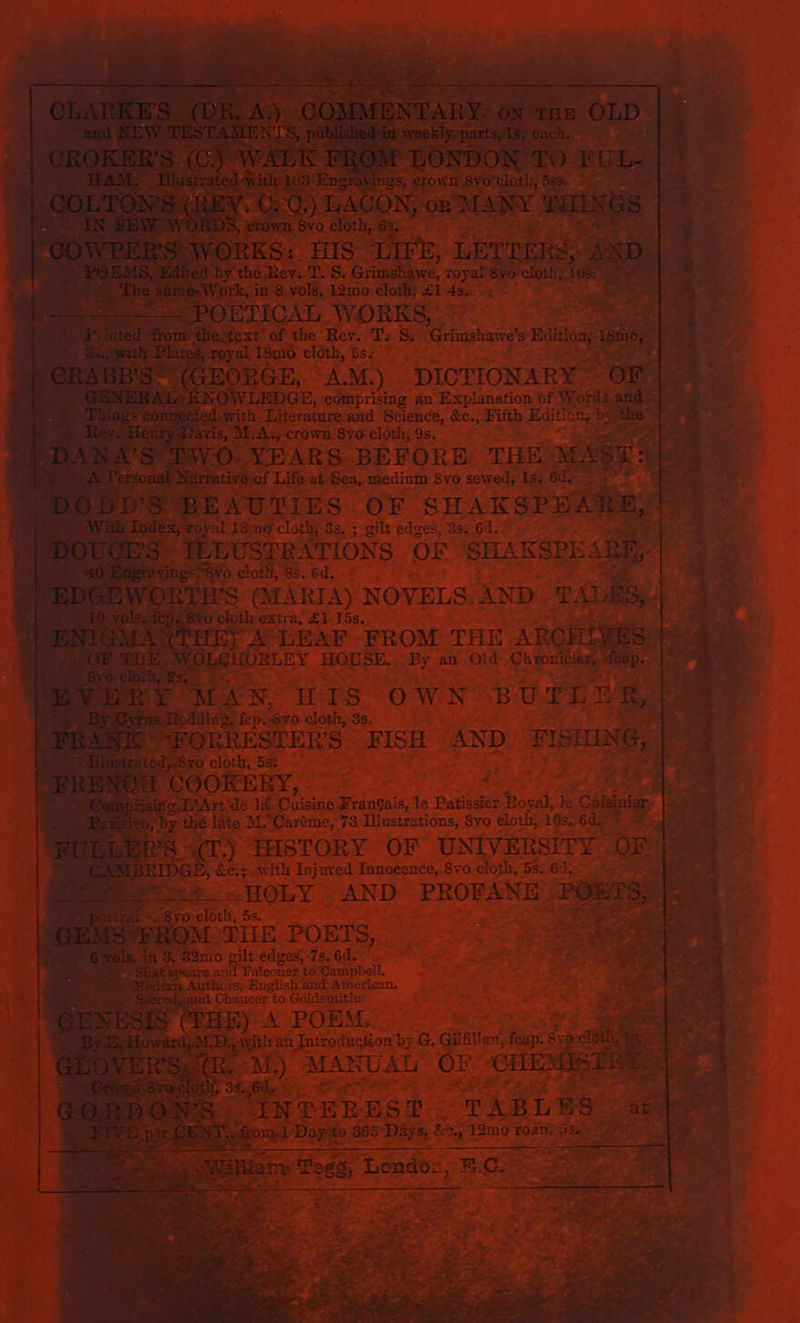 CLARKE'S (DR. A.) COMMENTARY ON THE OLD
and NEW TESTAMENTS, published in weekly parts, 1s. each.
CROKER'S (C.) WALK FROM LONDON TO FUL-
HAM. Illustrated with 103 Engravings, crown 8vo cloth, 5s.
COLTON'S (REV. C. C.) LACON, OR MANY THINGS
IN FEW WORDS, crown 8vo cloth, 6s.
COWPER'S WORKS: HIS LIFE, LETTERS, AND
POEMS. Edited by the Rev. T. S. Grimshawe, royal 8vo cloth, 10s.
The same Work, in 8 vols, 12mo cloth, £1 4s.
POETICAL WORKS,
Printed from the text of the Rev. T. S. Grimshawe's Edition, 18mo,
3s., with Plates, royal 18mo cloth, 5s.
CRABB'S (GEORGE, A.M.) DICTIONARY OF
GENERAL KNOWLEDGE, comprising an Explanation of Words and
Things connected with Literature and Science, &c., Fifth Edition, by the
Rev. Henry Davis, M.A., crown 8vo cloth, 9s.
DANA'S TWO YEARS BEFORE THE MAST:
A Personal Narrative of Life at Sea, medium 8vo sewed, 1s. 6d.
DODD'S BEAUTIES OF SHAKSPEARE,
With Index, royal 18mo cloth, 3s. ; gilt edges, 3s. 6d.
DOUCE'S ILLUSTRATIONS OF SHAKSPEARE,
40 Engravings, 8vo cloth, 8s. 6d.
EDGEWORTH'S (MARIA) NOVELS AND TALES,
10 vols. fcp. 8vo cloth extra, £1 15s.
ENIGMA (THE) A LEAF FROM THE ARCHIVES
OF THE WOLCHORLEY HOUSE. By an Old Chronicler, fcap.
8vo cloth, 2s.
EVERY MAN HIS OWN BUTLER,
By Cyrus Redding, fcp. 8vo cloth, 3s.
FRANK FORRESTER'S FISH AND FISHING,
Illustrated, 8vo cloth, 5s.
FRENCH COOKERY,
Comprising L'Art de la Cuisine Français, le Patissier Royal, le Cuisinier
Parisien, by the late M. Carême, 73 Illustrations, 8vo cloth, 10s. 6d.
FULLER'S (T.) HISTORY OF UNIVERSITY OF
CAMBRIDGE, &c.; with Injured Innocence, 8vo cloth, 5s. 6d.
HOLY AND PROFANE POETS,
8vo cloth, 5s.
GEMS FROM THE POETS,
6 vols. in 3, 32mo gilt edges, 7s. 6d.
Shakspeare and Falconer to Campbell.
Modern Authors, English and American.
Sacred, and Chaucer to Goldsmith.
GENESIS (THE) A POEM.
By E. Howard, M.D., with an Introduction by G. Gilfillan, fcap. 8vo cloth,
GLOVER'S (R. M.) MANUAL OF CHEMISTRY
Crown 8vo cloth, 3s. 6d.
GORDON'S INTEREST TABLES at
FIVE per CENT., from 1 Day to 365 Days, &c., 12mo roan. 5s.
William Tegg, London, E.C.